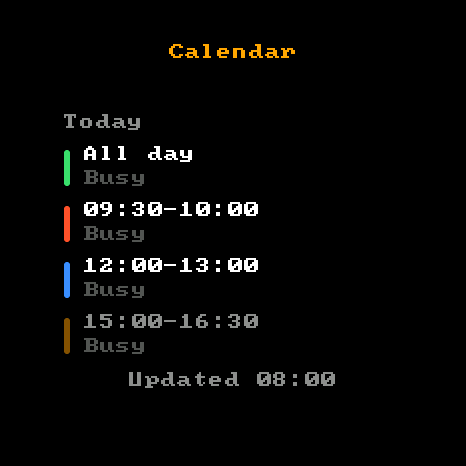 Calendar
Today
All day
Busy
09:30-10:00
Busy
12:00-13:00
Busy
15:00-16:30
Busy
Updated 08:00